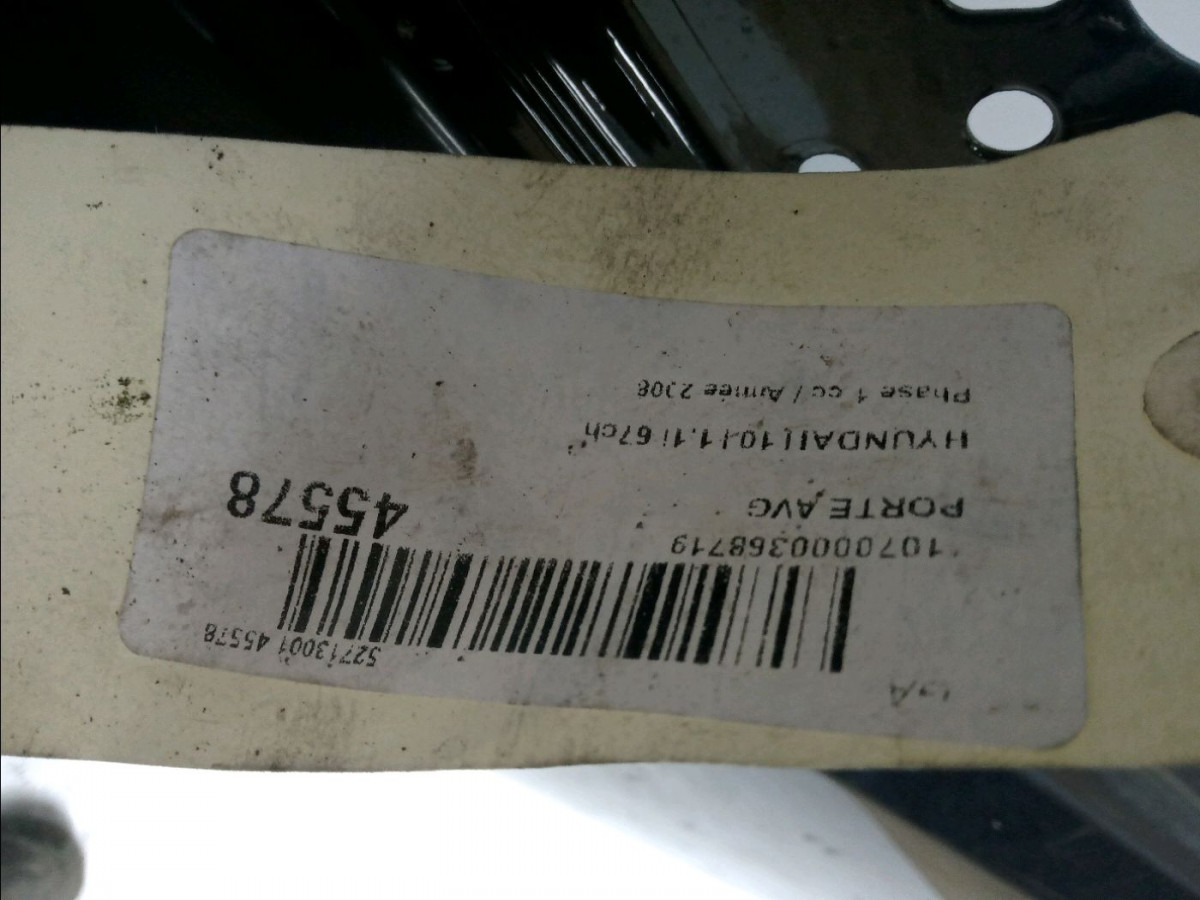 52713001 45578
1070000368719
45578
PORTE AVG
HYUNDAI I10-I 1.1i 67ch
Phase 1 cc / Année 2008